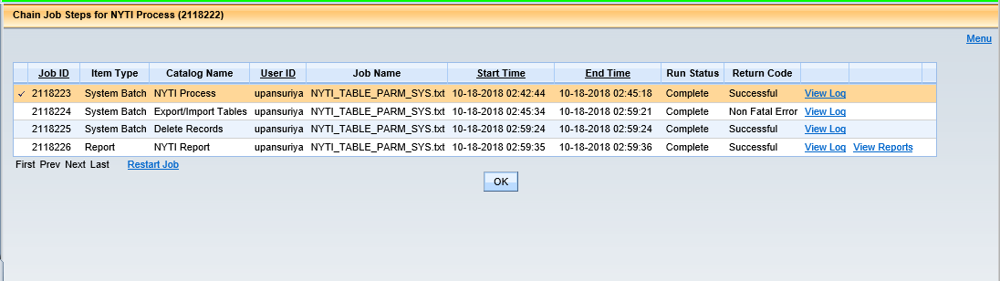 Chain Job Steps for NYTI Process (2118222)
Menu
Job ID Item Type Catalog Name User ID Job Name Start Time End Time Run Status Return Code
✓ 2118223 System Batch NYTI Process upansuriya NYTI_TABLE_PARM_SYS.txt 10-18-2018 02:42:44 10-18-2018 02:45:18 Complete Successful View Log
2118224 System Batch Export/Import Tables upansuriya NYTI_TABLE_PARM_SYS.txt 10-18-2018 02:45:34 10-18-2018 02:59:21 Complete Non Fatal Error View Log
2118225 System Batch Delete Records upansuriya NYTI_TABLE_PARM_SYS.txt 10-18-2018 02:59:24 10-18-2018 02:59:24 Complete Successful View Log
2118226 Report NYTI Report upansuriya NYTI_TABLE_PARM_SYS.txt 10-18-2018 02:59:35 10-18-2018 02:59:36 Complete Successful View Log View Reports
First Prev Next Last Restart Job
OK